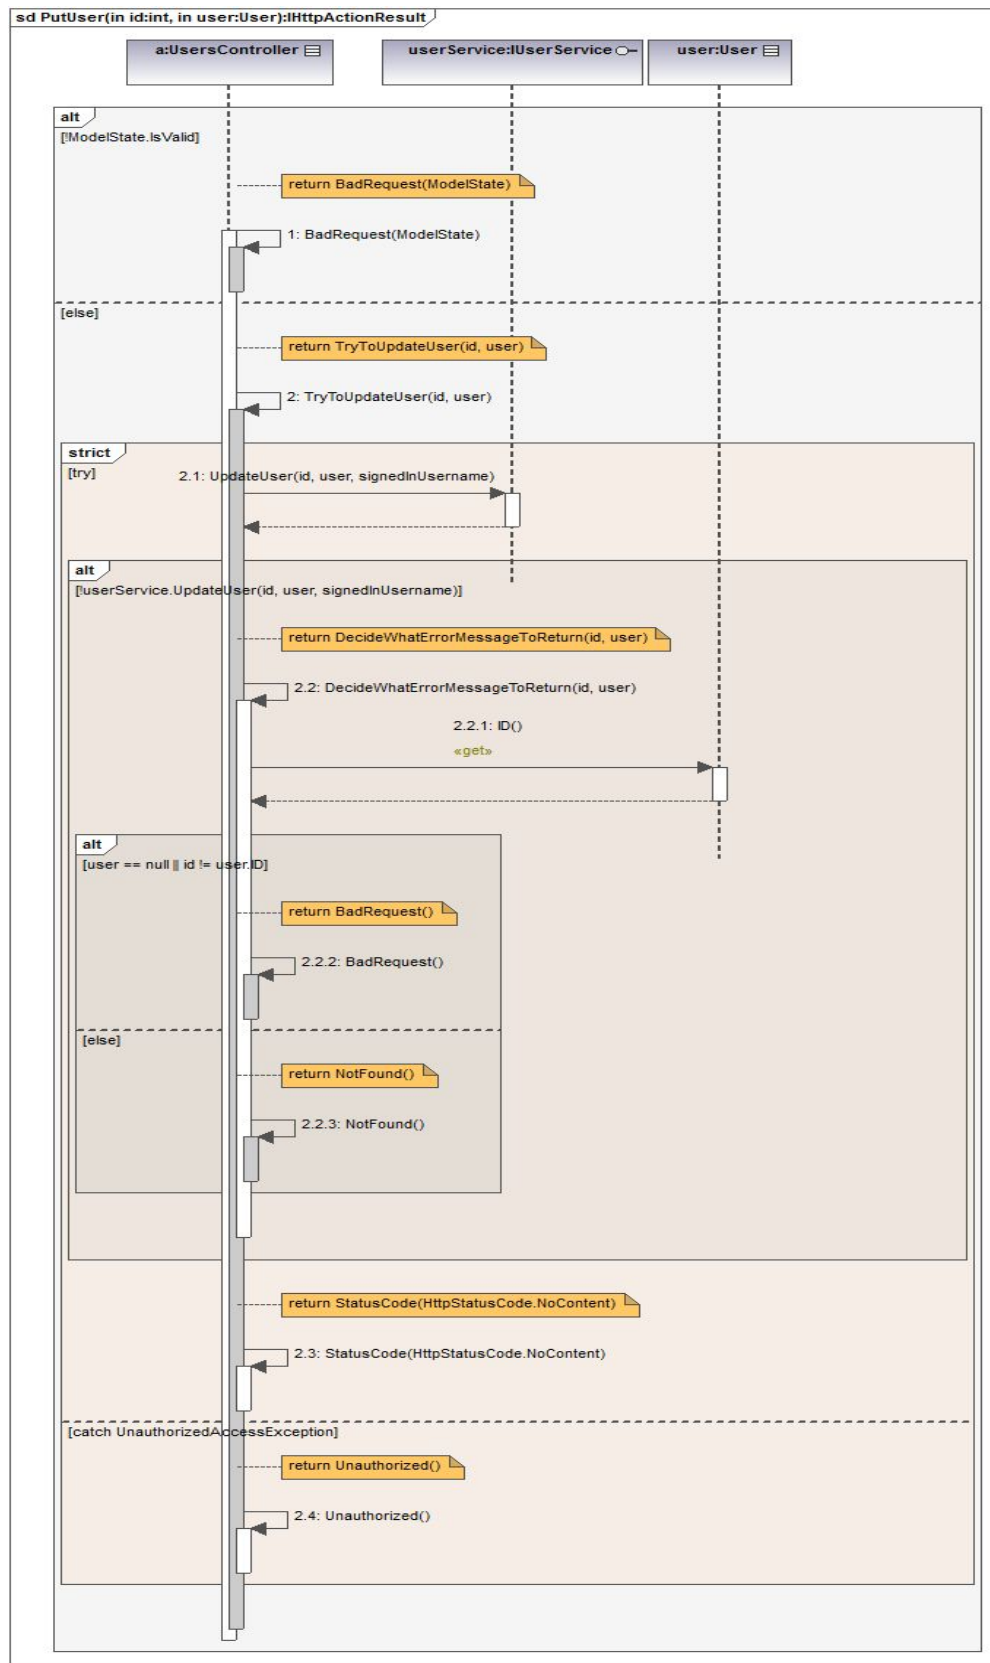 sd PutUser(in id:int, in user:User):IHttpActionResult
a:UsersController
userService:IUserService
user:User
alt
[!ModelState.IsValid]
return BadRequest(ModelState)
1: BadRequest(ModelState)
[else]
return TryToUpdateUser(id, user)
2: TryToUpdateUser(id, user)
strict
[try]
2.1: UpdateUser(id, user, signedInUsername)
alt
[!userService.UpdateUser(id, user, signedInUsername)]
return DecideWhatErrorMessageToReturn(id, user)
2.2: DecideWhatErrorMessageToReturn(id, user)
2.2.1: ID()
«get»
alt
[user == null || id != user.ID]
return BadRequest()
2.2.2: BadRequest()
[else]
return NotFound()
2.2.3: NotFound()
return StatusCode(HttpStatusCode.NoContent)
2.3: StatusCode(HttpStatusCode.NoContent)
[catch UnauthorizedAccessException]
return Unauthorized()
2.4: Unauthorized()